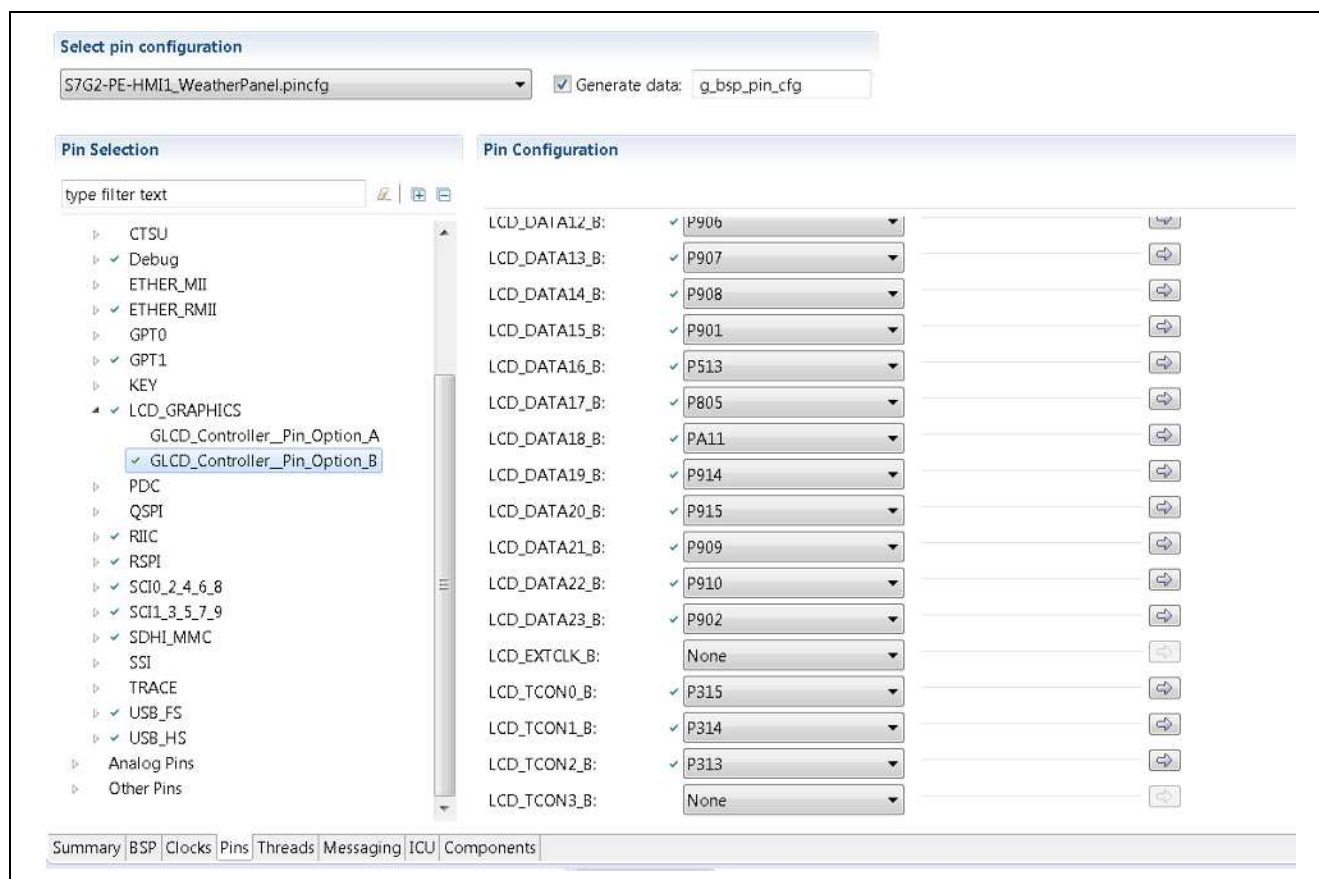 Select pin configuration
S7G2-PE-HMI1_WeatherPanel.pincfg Generate data: g_bsp_pin_cfg
Pin Selection Pin Configuration
type filter text
CTSU
Debug
ETHER_MII
ETHER_RMII
GPT0
GPT1
KEY
LCD_GRAPHICS
GLCD_Controller__Pin_Option_A
GLCD_Controller__Pin_Option_B
PDC
QSPI
RIIC
RSPI
SCI0_2_4_6_8
SCI1_3_5_7_9
SDHI_MMC
SSI
TRACE
USB_FS
USB_HS
Analog Pins
Other Pins
LCD_DATA12_B: P906
LCD_DATA13_B: P907
LCD_DATA14_B: P908
LCD_DATA15_B: P901
LCD_DATA16_B: P513
LCD_DATA17_B: P805
LCD_DATA18_B: PA11
LCD_DATA19_B: P914
LCD_DATA20_B: P915
LCD_DATA21_B: P909
LCD_DATA22_B: P910
LCD_DATA23_B: P902
LCD_EXTCLK_B: None
LCD_TCON0_B: P315
LCD_TCON1_B: P314
LCD_TCON2_B: P313
LCD_TCON3_B: None
Summary BSP Clocks Pins Threads Messaging ICU Components